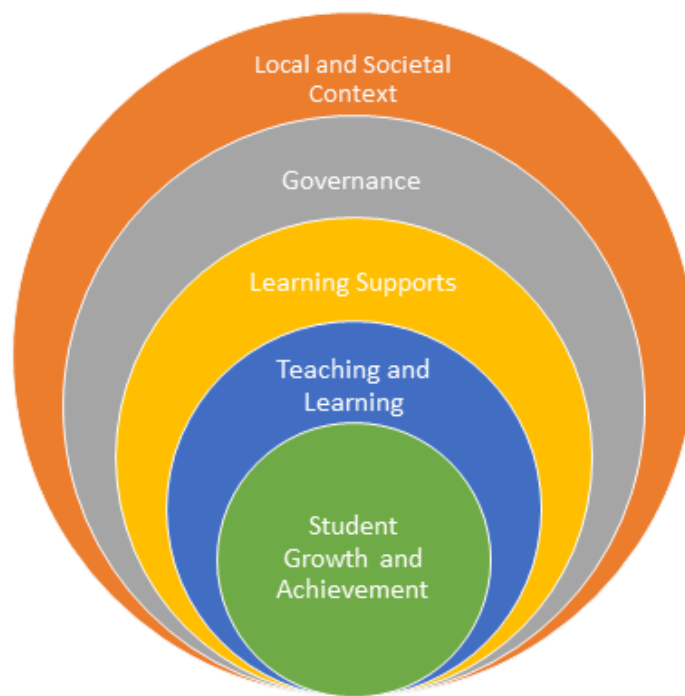 Local and Societal
Context
Governance
Learning Supports
Teaching and
Learning
Student
Growth and
Achievement